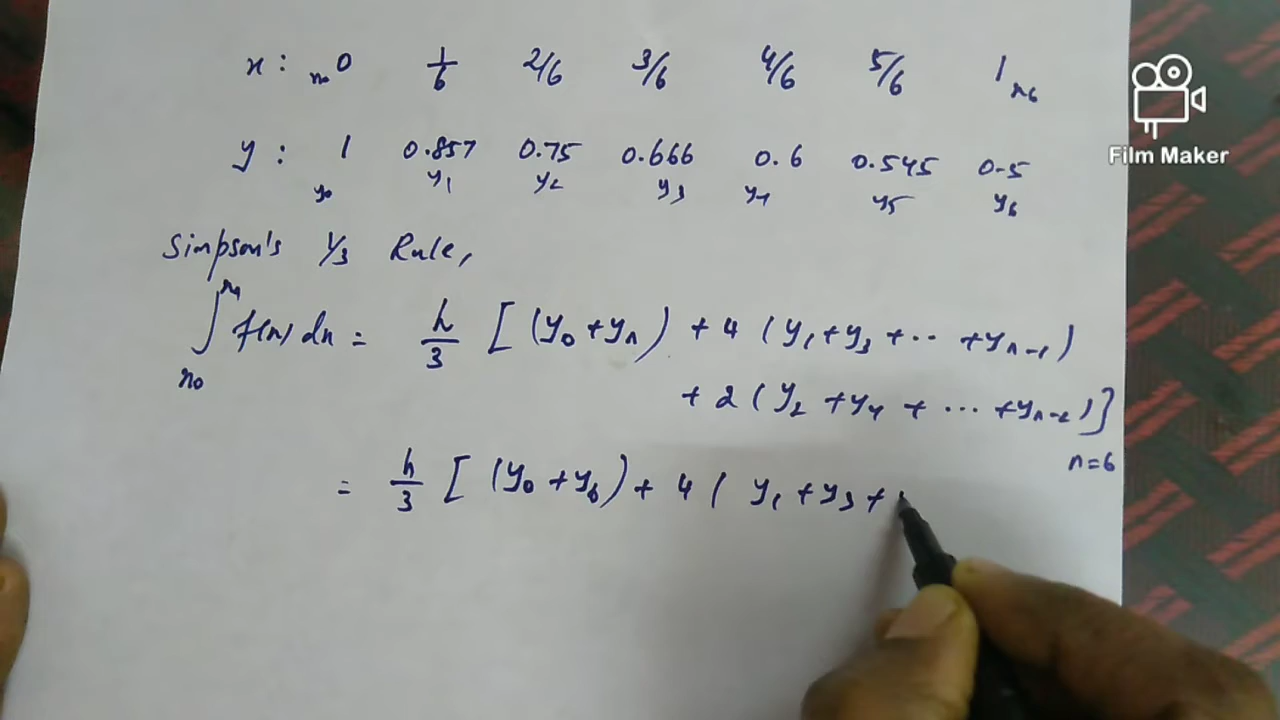 x : x0 0 1/6 2/6 3/6 4/6 5/6 1 x6
y : 1 0.857 0.75 0.666 0.6 0.545 0.5
y0 y1 y2 y3 y4 y5 y6
Simpson's 1/3 Rule,
∫ x0 xn f(x) dx = h/3 [ (y0 + yn) + 4 (y1 + y3 + ... + yn-1)
+ 2 (y2 + y4 + ... + yn-2) ]
n=6
= h/3 [ (y0 + y6) + 4 ( y1 + y3 +
Film Maker